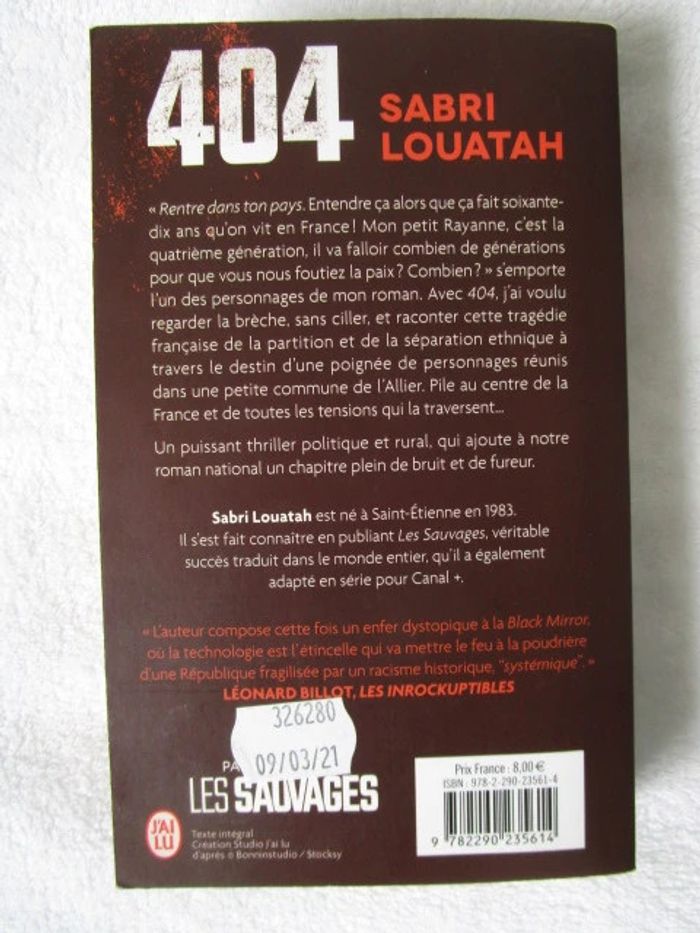 404
SABRI
LOUATAH
« Rentre dans ton pays. Entendre ça alors que ça fait soixante-
dix ans qu'on vit en France ! Mon petit Rayanne, c'est la
quatrième génération, il va falloir combien de générations
pour que vous nous foutiez la paix ? Combien ? » s'emporte
l'un des personnages de mon roman. Avec 404, j'ai voulu
regarder la brèche, sans ciller, et raconter cette tragédie
française de la partition et de la séparation ethnique à
travers le destin d'une poignée de personnages réunis
dans une petite commune de l'Allier. Pile au centre de la
France et de toutes les tensions qui la traversent...
Un puissant thriller politique et rural, qui ajoute à notre
roman national un chapitre plein de bruit et de fureur.
Sabri Louatah est né à Saint-Étienne en 1983.
Il s'est fait connaitre en publiant Les Sauvages, véritable
succès traduit dans le monde entier, qu'il a également
adapté en série pour Canal +.
« L'auteur compose cette fois un enfer dystopique à la Black Mirror,
où la technologie est l'étincelle qui va mettre le feu à la poudrière
d'une République fragilisée par un racisme historique, "systémique". »
LÉONARD BILLOT, LES INROCKUPTIBLES
326280
09/03/21
PA
LES SAUVAGES
J'AI
LU
Texte intégral
Création Studio J'ai lu
d'après © Bonninstudio / Stocksy
Prix France : 8,00 €
ISBN : 978-2-290-23561-4
9 782290 235614